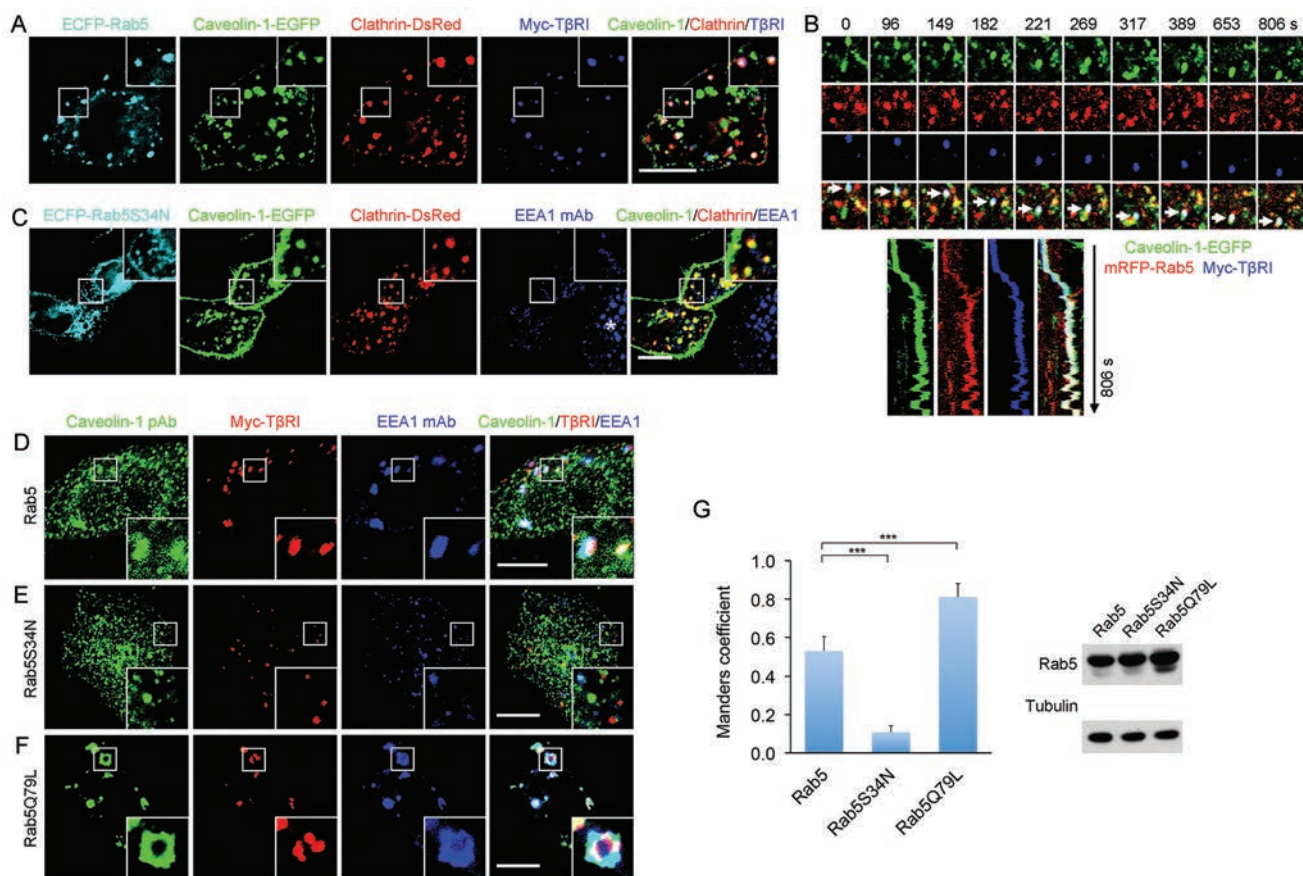 A
ECFP-Rab5 Caveolin-1-EGFP Clathrin-DsRed Myc-TβRI Caveolin-1/Clathrin/TβRI
B
0 96 149 182 221 269 317 389 653 806 s
Caveolin-1-EGFP
mRFP-Rab5 Myc-TβRI
806 s
C
ECFP-Rab5S34N Caveolin-1-EGFP Clathrin-DsRed EEA1 mAb Caveolin-1/Clathrin/EEA1
*
Caveolin-1 pAb Myc-TβRI EEA1 mAb Caveolin-1/TβRI/EEA1
D
Rab5
E
Rab5S34N
F
Rab5Q79L
G
***
***
Manders coefficient
1.0
0.8
0.6
0.4
0.2
0.0
Rab5 Rab5S34N Rab5Q79L
Rab5 Rab5S34N Rab5Q79L
Rab5
Tubulin